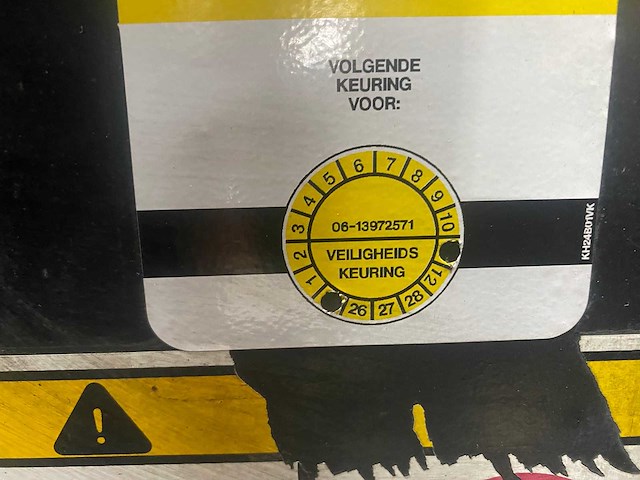 VOLGENDE
KEURING
VOOR:
1 2 3 4 5 6 7 8 9 10 12
06-13972571
VEILIGHEIDS
KEURING
26 27 28
KH24B01VK
!